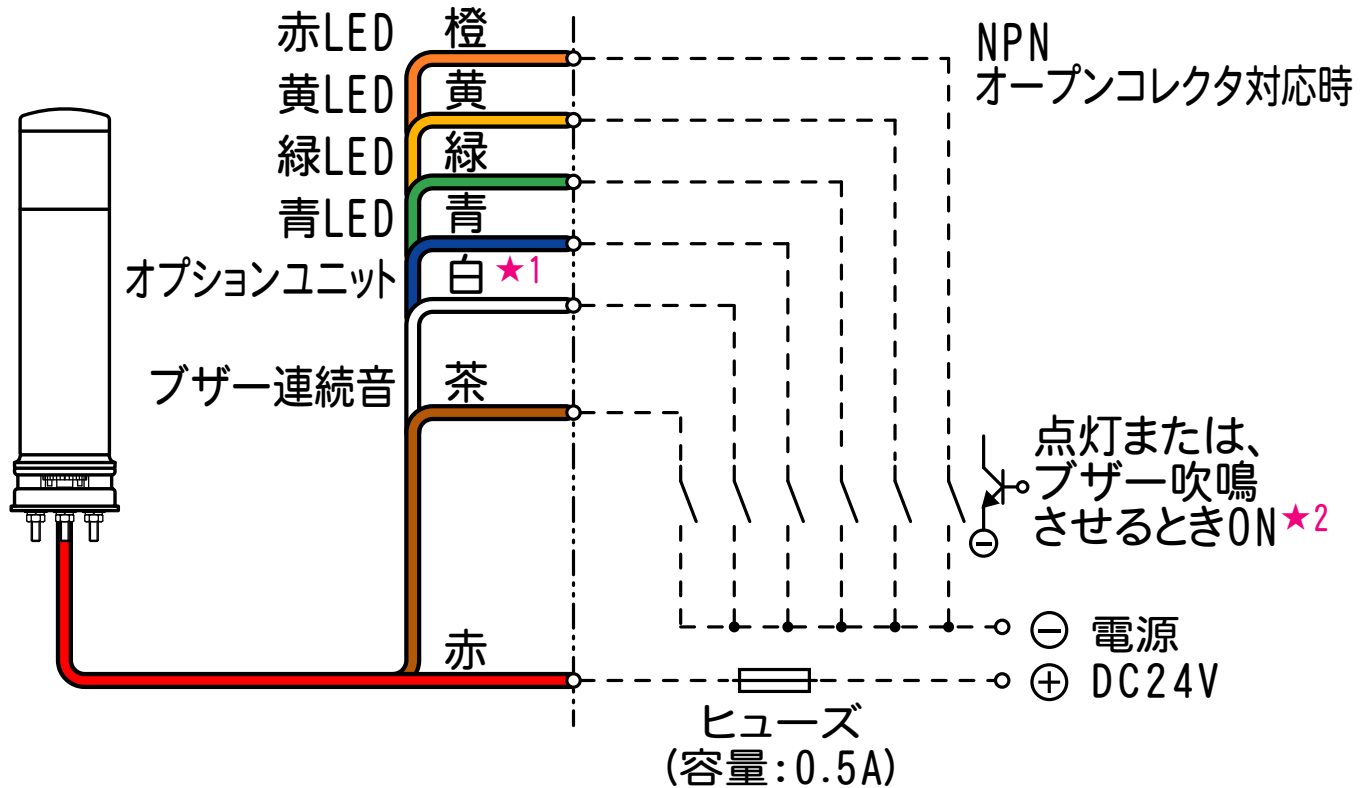 赤LED 橙
黄LED 黄
緑LED 緑
青LED 青
オプションユニット 白 ★1
ブザー連続音 茶
赤
NPN
オープンコレクタ対応時
点灯または、
ブザー吹鳴
させるときON★2
⊖ 電源
⊕ DC24V
ヒューズ
(容量:0.5A)